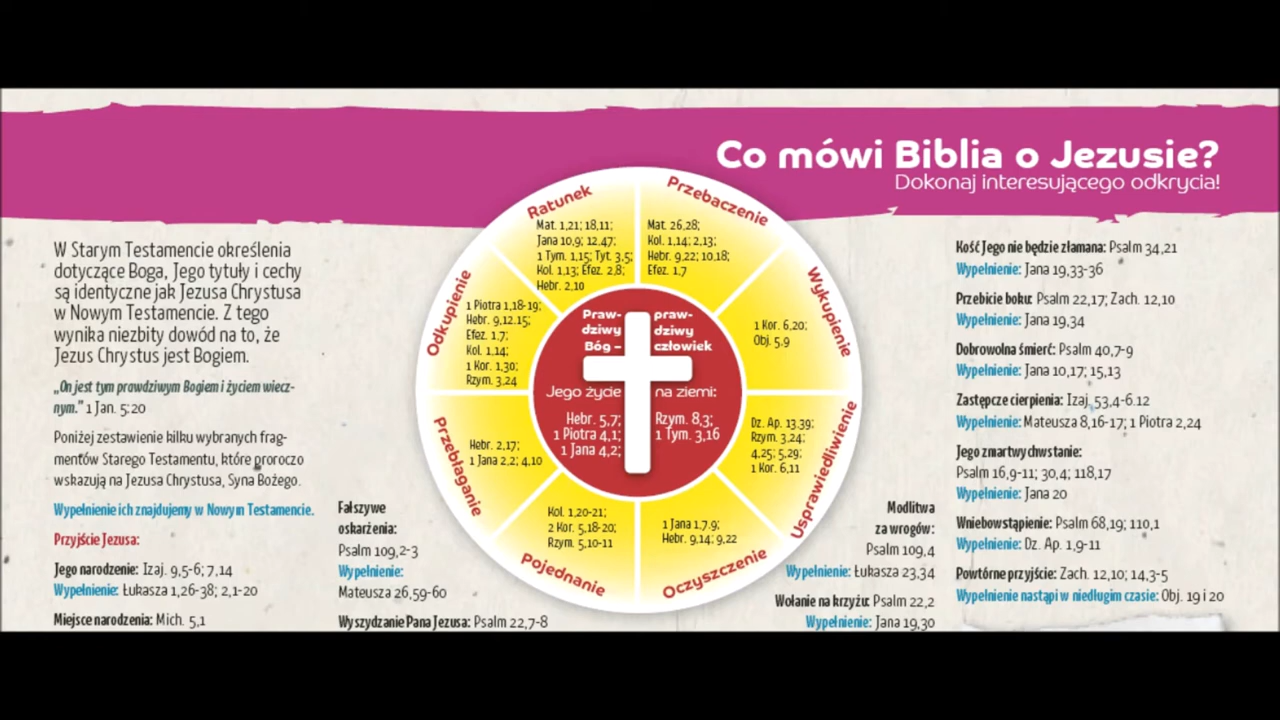 Co mówi Biblia o Jezusie?
Dokonaj interesującego odkrycia!
W Starym Testamencie określenia
dotyczące Boga, Jego tytuły i cechy
są identyczne jak Jezusa Chrystusa
w Nowym Testamencie. Z tego
wynika niezbity dowód na to, że
Jezus Chrystus jest Bogiem.
„On jest tym prawdziwym Bogiem i życiem wiecz-
nym." 1 Jan. 5;20
Poniżej zestawienie kilku wybranych frag-
mentów Starego Testamentu, które proroczo
wskazują na Jezusa Chrystusa, Syna Bożego.
Wypełnienie ich znajdujemy w Nowym Testamencie.
Przyjście Jezusa:
Jego narodzenie: Izaj. 9,5-6; 7,14
Wypełnienie: Łukasza 1,26-38; 2,1-20
Miejsce narodzenia: Mich. 5,1
Fałszywe
oskarżenia:
Psalm 109,2-3
Wypełnienie:
Mateusza 26,59-60
Wyszydzanie Pana Jezusa: Psalm 22,7-8
Ratunek
Mat. 1,21; 18,11;
Jana 10,9; 12,47;
1 Tym. 1,15; Tyt. 3,5;
Kol. 1,13; Efez. 2,8;
Hebr. 2,10
Przebaczenie
Mat. 26,28;
Kol. 1,14; 2,13;
Hebr. 9,22; 10,18;
Efez. 1,7
Wykupienie
1 Kor. 6,20;
Obj. 5,9
Usprawiedliwienie
Dz. Ap. 13,39;
Rzym. 3,24;
4,25; 5,29;
1 Kor. 6,11
Oczyszczenie
1 Jana 1,7.9;
Hebr. 9,14; 9,22
Pojednanie
Kol. 1,20-21;
2 Kor. 5,18-20;
Rzym. 5,10-11
Przebłaganie
Hebr. 2,17;
1 Jana 2,2; 4,10
Odkupienie
1 Piotra 1,18-19;
Hebr. 9,12.15;
Efez. 1,7;
Kol. 1,14;
1 Kor. 1,30;
Rzym. 3,24
Praw-
dziwy
Bóg –
praw-
dziwy
człowiek
Jego życie na ziemi:
Hebr. 5,7;
1 Piotra 4,1;
1 Jana 4,2;
Rzym. 8,3;
1 Tym. 3,16
Modlitwa
za wrogów:
Psalm 109,4
Wypełnienie: Łukasza 23,34
Wołanie na krzyżu: Psalm 22,2
Wypełnienie: Jana 19,30
Kość Jego nie będzie złamana: Psalm 34,21
Wypełnienie: Jana 19,33-36
Przebicie boku: Psalm 22,17; Zach. 12,10
Wypełnienie: Jana 19,34
Dobrowolna śmierć: Psalm 40,7-9
Wypełnienie: Jana 10,17; 15,13
Zastępcze cierpienia: Izaj. 53,4-6.12
Wypełnienie: Mateusza 8,16-17; 1 Piotra 2,24
Jego zmartwychwstanie:
Psalm 16,9-11; 30,4; 118,17
Wypełnienie: Jana 20
Wniebowstąpienie: Psalm 68,19; 110,1
Wypełnienie: Dz. Ap. 1,9-11
Powtórne przyjście: Zach. 12,10; 14,3-5
Wypełnienie nastąpi w niedługim czasie: Obj. 19 i 20